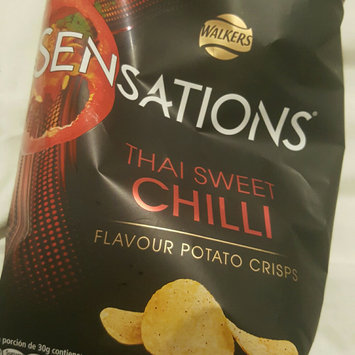 WALKERS
SENSATIONS®
THAI SWEET
CHILLI
FLAVOUR POTATO CRISPS
porción de 30g contiene